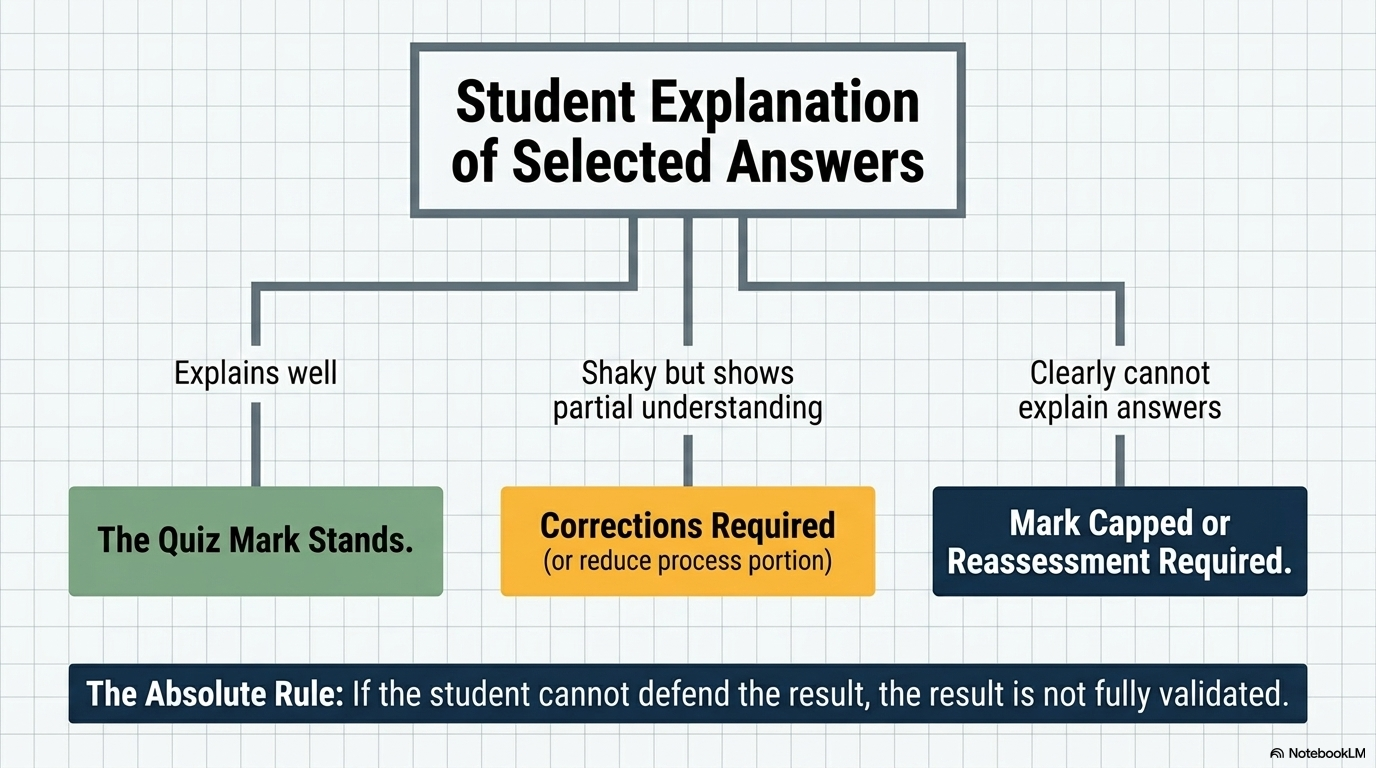 Student Explanation
of Selected Answers
Explains well
Shaky but shows
partial understanding
Clearly cannot
explain answers
The Quiz Mark Stands.
Corrections Required
(or reduce process portion)
Mark Capped or
Reassessment Required.
The Absolute Rule: If the student cannot defend the result, the result is not fully validated.
NotebookLM